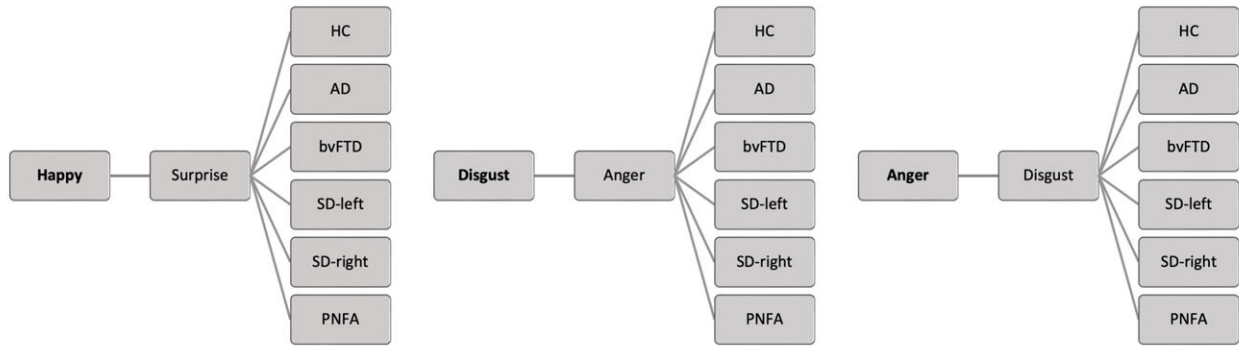 Happy
Surprise
HC
AD
bvFTD
SD-left
SD-right
PNFA
Disgust
Anger
HC
AD
bvFTD
SD-left
SD-right
PNFA
Anger
Disgust
HC
AD
bvFTD
SD-left
SD-right
PNFA